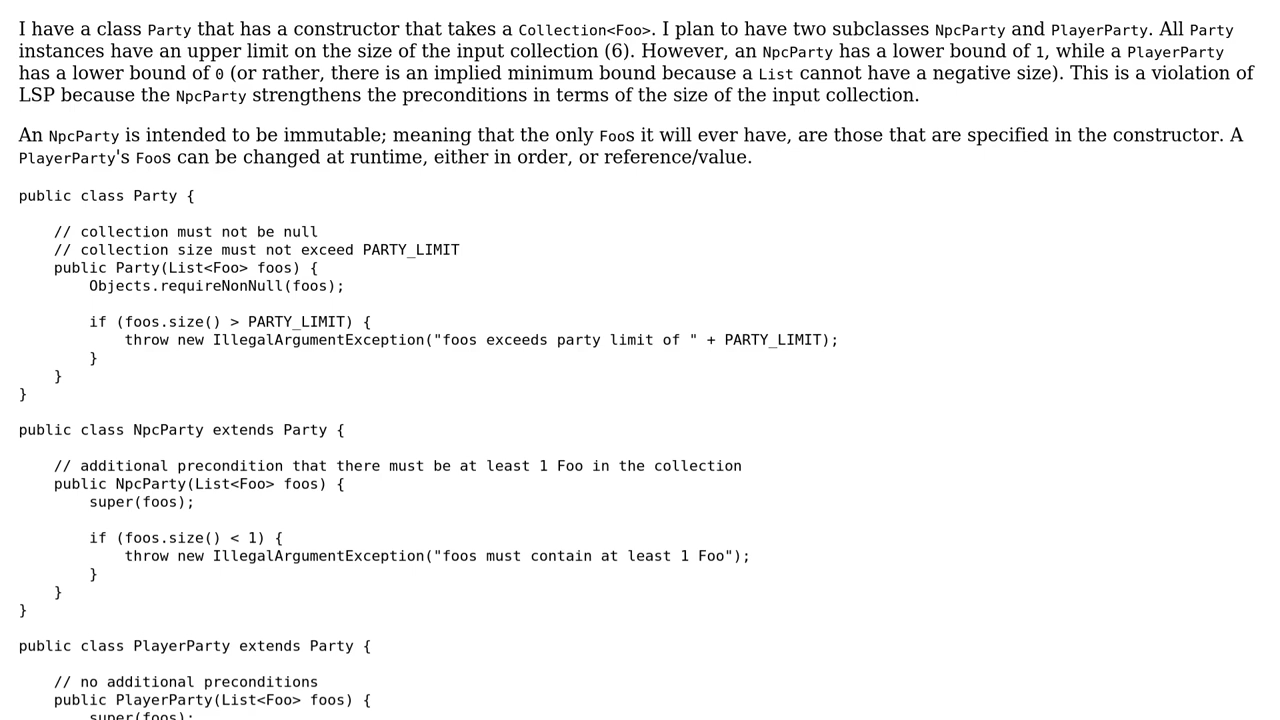 I have a class Party that has a constructor that takes a Collection<Foo>. I plan to have two subclasses NpcParty and PlayerParty. All Party
instances have an upper limit on the size of the input collection (6). However, an NpcParty has a lower bound of 1, while a PlayerParty
has a lower bound of 0 (or rather, there is an implied minimum bound because a List cannot have a negative size). This is a violation of
LSP because the NpcParty strengthens the preconditions in terms of the size of the input collection.
An NpcParty is intended to be immutable; meaning that the only Foos it will ever have, are those that are specified in the constructor. A
PlayerParty's Foos can be changed at runtime, either in order, or reference/value.
public class Party {
    // collection must not be null
    // collection size must not exceed PARTY_LIMIT
    public Party(List<Foo> foos) {
        Objects.requireNonNull(foos);
        if (foos.size() > PARTY_LIMIT) {
            throw new IllegalArgumentException("foos exceeds party limit of " + PARTY_LIMIT);
        }
    }
}
public class NpcParty extends Party {
    // additional precondition that there must be at least 1 Foo in the collection
    public NpcParty(List<Foo> foos) {
        super(foos);
        if (foos.size() < 1) {
            throw new IllegalArgumentException("foos must contain at least 1 Foo");
        }
    }
}
public class PlayerParty extends Party {
    // no additional preconditions
    public PlayerParty(List<Foo> foos) {
        super(foos);